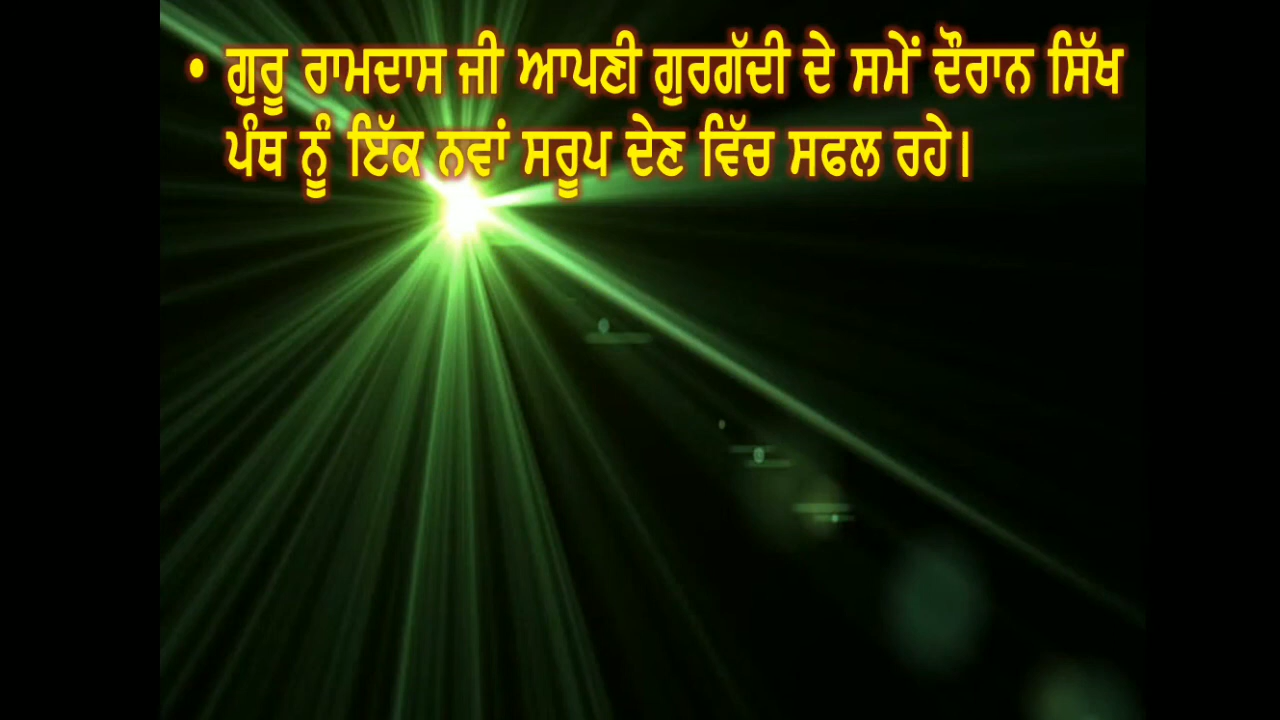 • ਗੁਰੂ ਰਾਮਦਾਸ ਜੀ ਆਪਣੀ ਗੁਰਗੱਦੀ ਦੇ ਸਮੇਂ ਦੌਰਾਨ ਸਿੱਖ
ਪੰਥ ਨੂੰ ਇੱਕ ਨਵਾਂ ਸਰੂਪ ਦੇਣ ਵਿੱਚ ਸਫਲ ਰਹੇ।